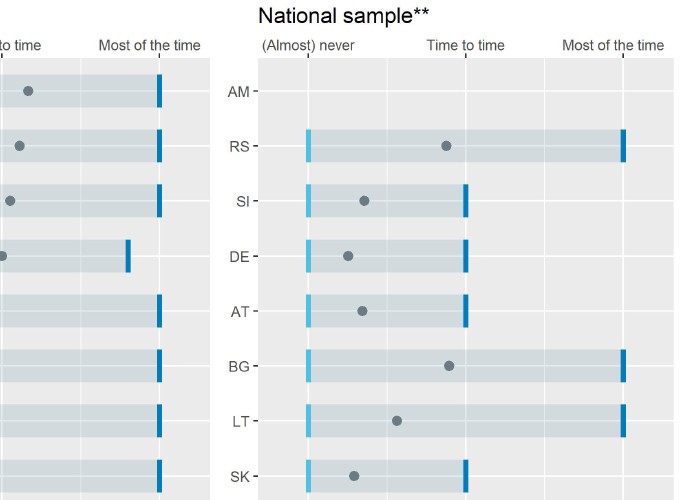 National sample**
to time Most of the time (Almost) never Time to time Most of the time
AM
RS
SI
DE
AT
BG
LT
SK